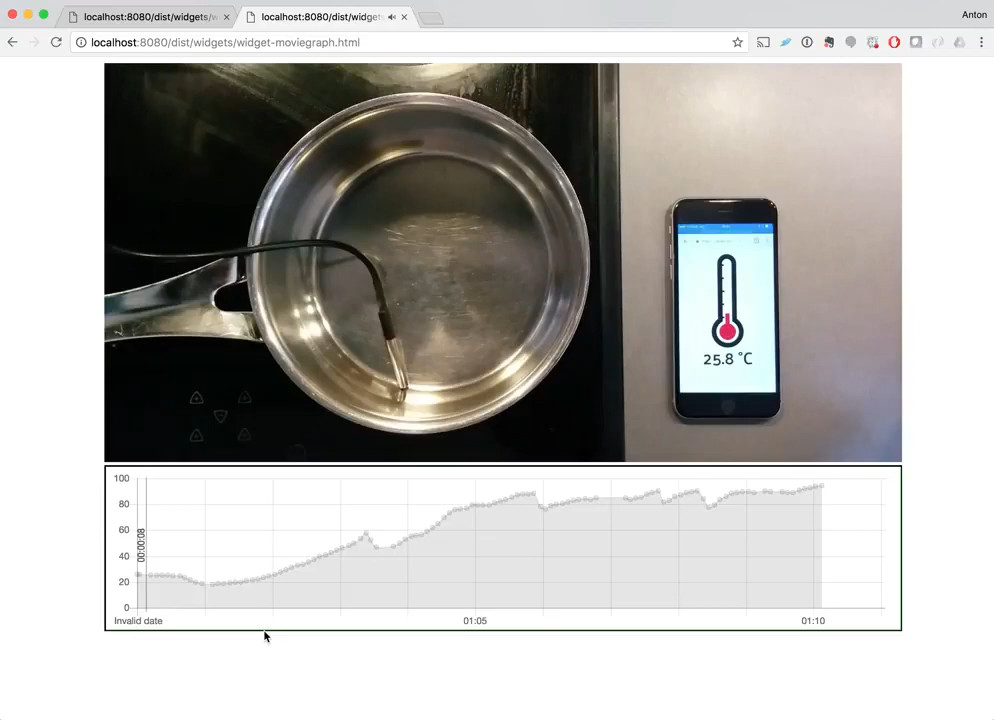 localhost:8080/dist/widgets/w
localhost:8080/dist/widgets
Anton
localhost:8080/dist/widgets/widget-moviegraph.html
25.8 °C
100
80
60
40
20
0
00:00:08
Invalid date
01:05
01:10